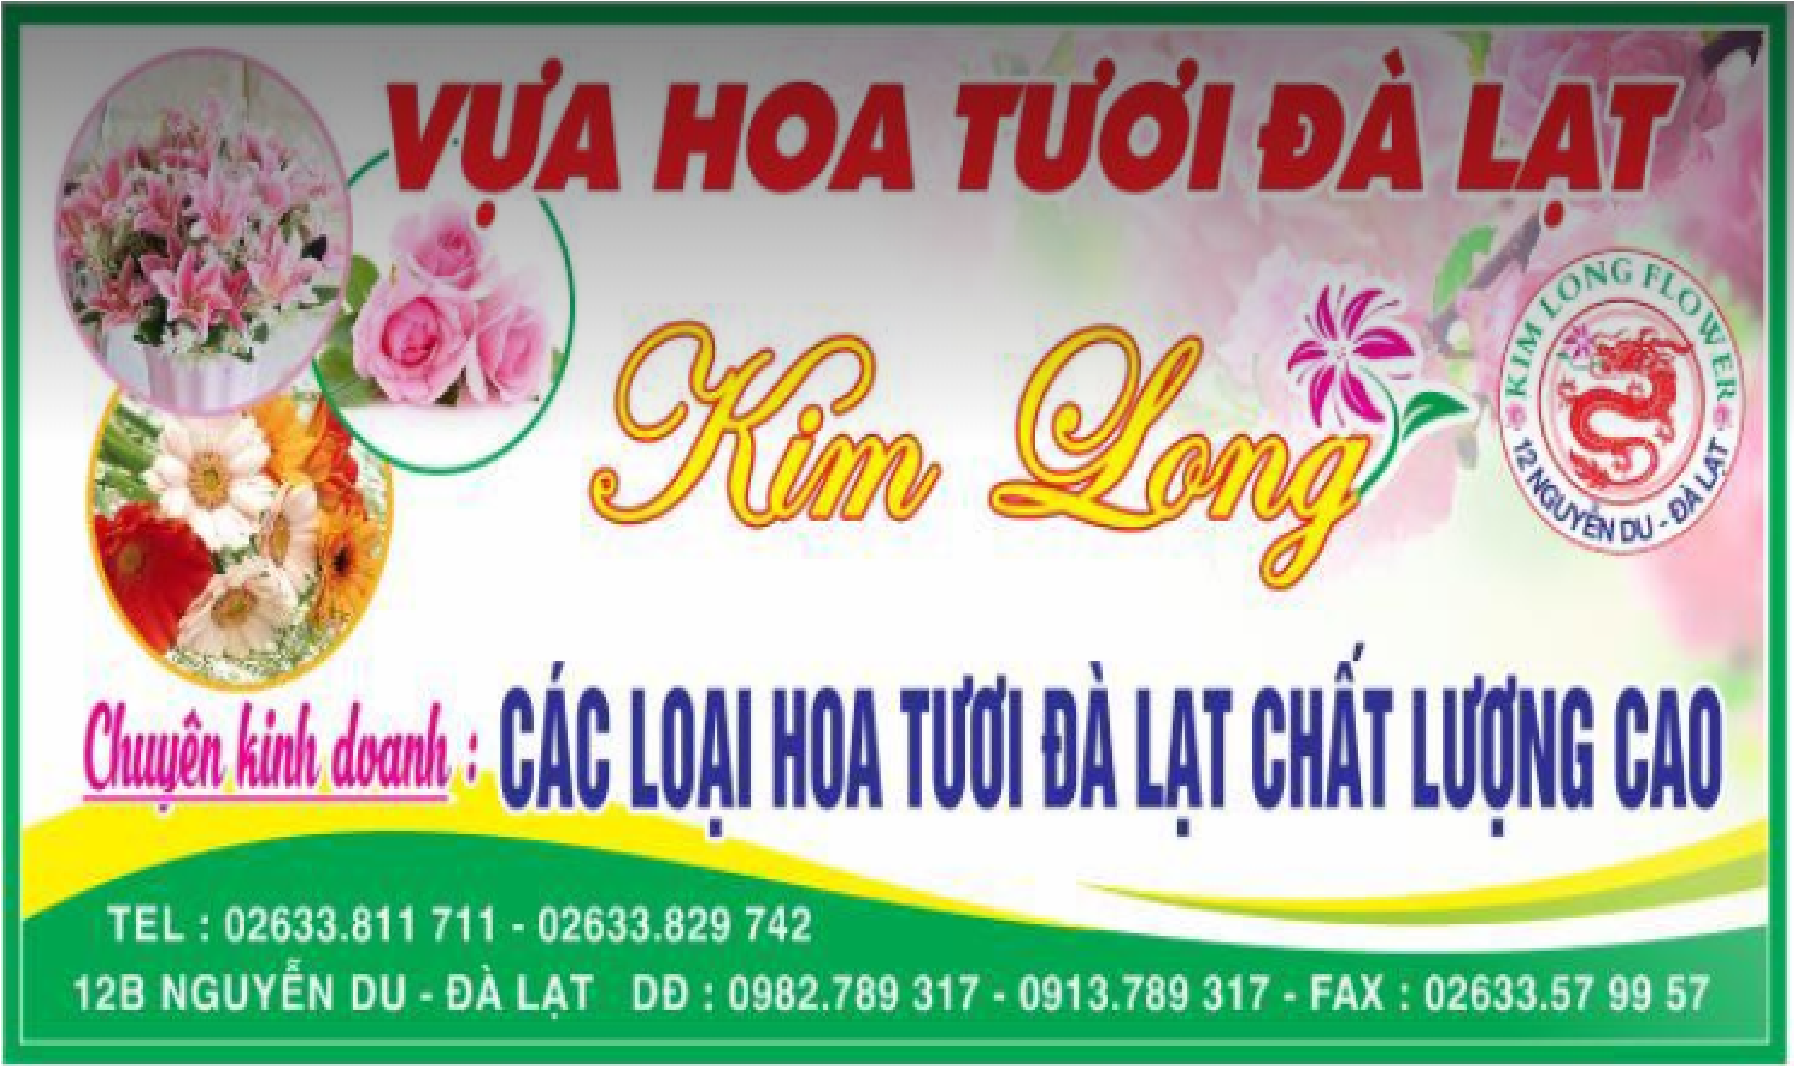 VỰA HOA TƯƠI ĐÀ LẠT
Kim Long
KIM LONG FLOWER
12 NGUYỄN DU - ĐÀ LẠT
Chuyên kinh doanh : CÁC LOẠI HOA TƯƠI ĐÀ LẠT CHẤT LƯỢNG CAO
TEL : 02633.811 711 - 02633.829 742
12B NGUYỄN DU - ĐÀ LẠT DĐ : 0982.789 317 - 0913.789 317 - FAX : 02633.57 99 57